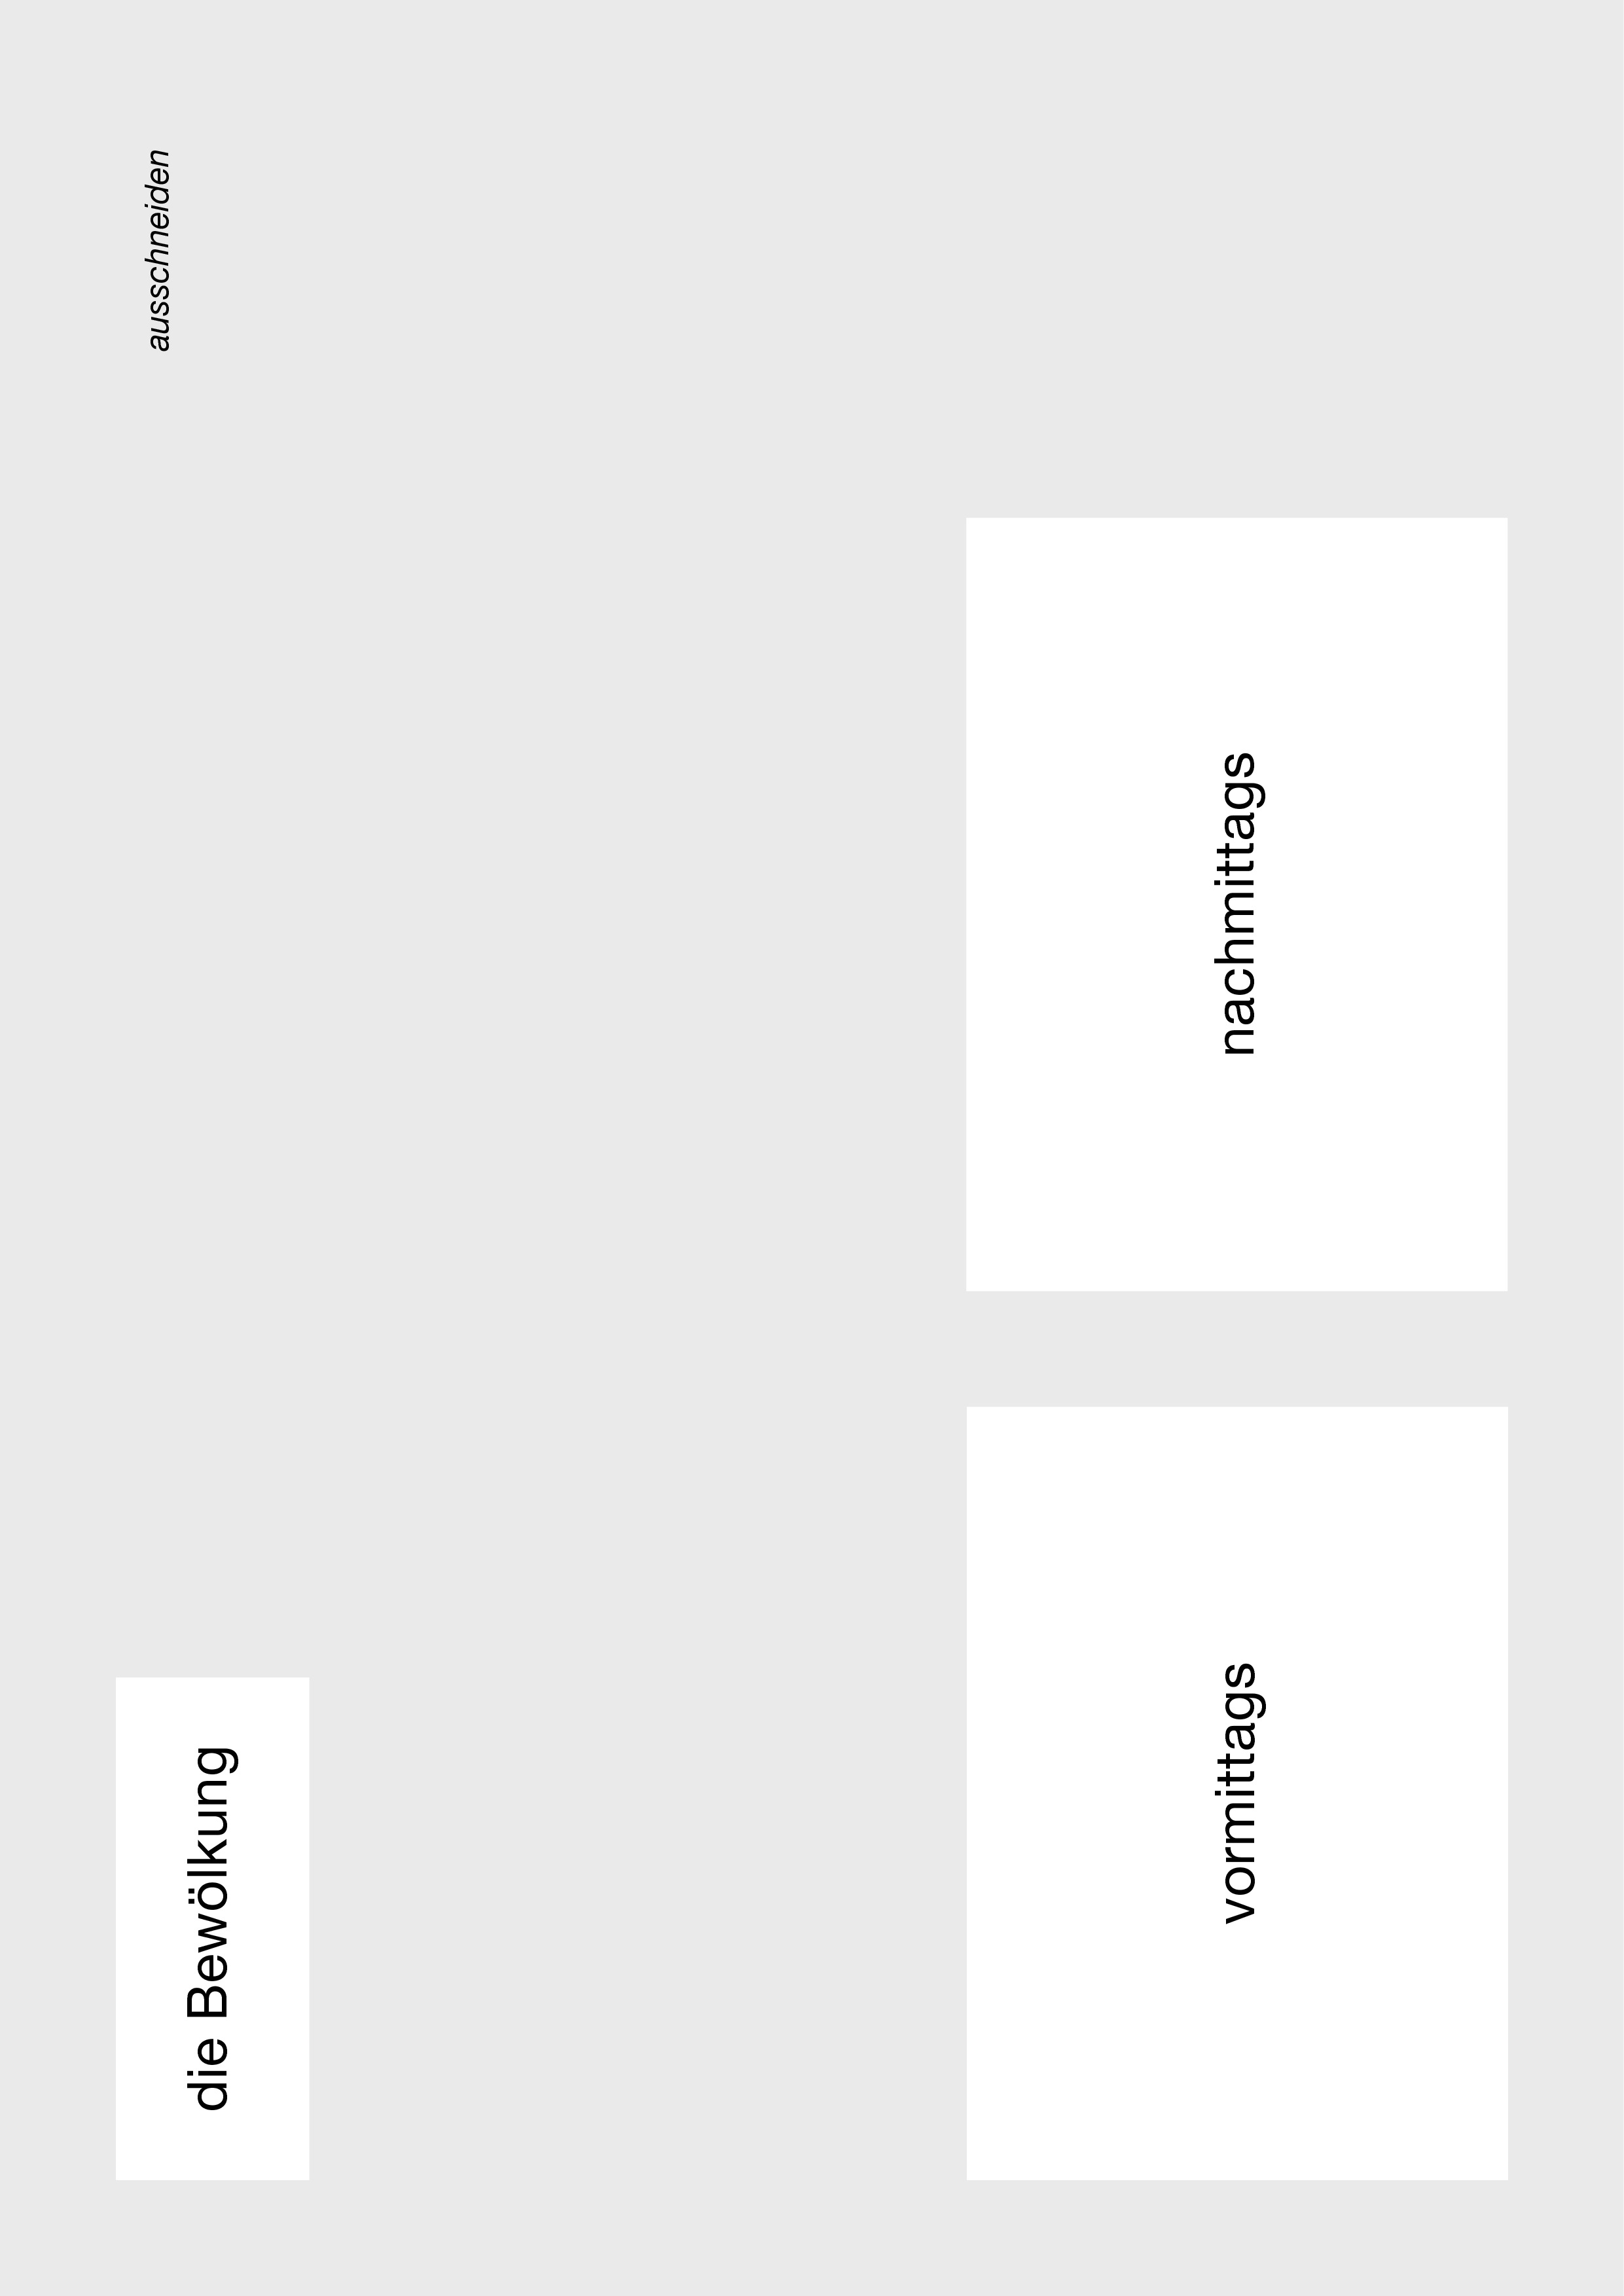 die Bewölkung
ausschneiden
vormittags
nachmittags